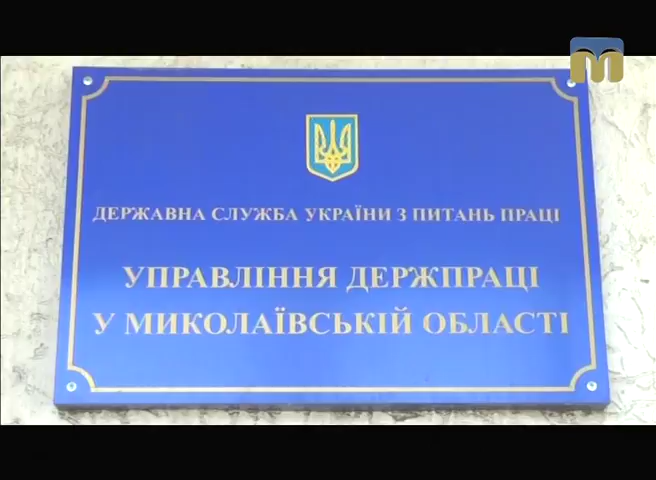 ДЕРЖАВНА СЛУЖБА УКРАЇНИ З ПИТАНЬ ПРАЦІ
УПРАВЛІННЯ ДЕРЖПРАЦІ
У МИКОЛАЇВСЬКІЙ ОБЛАСТІ